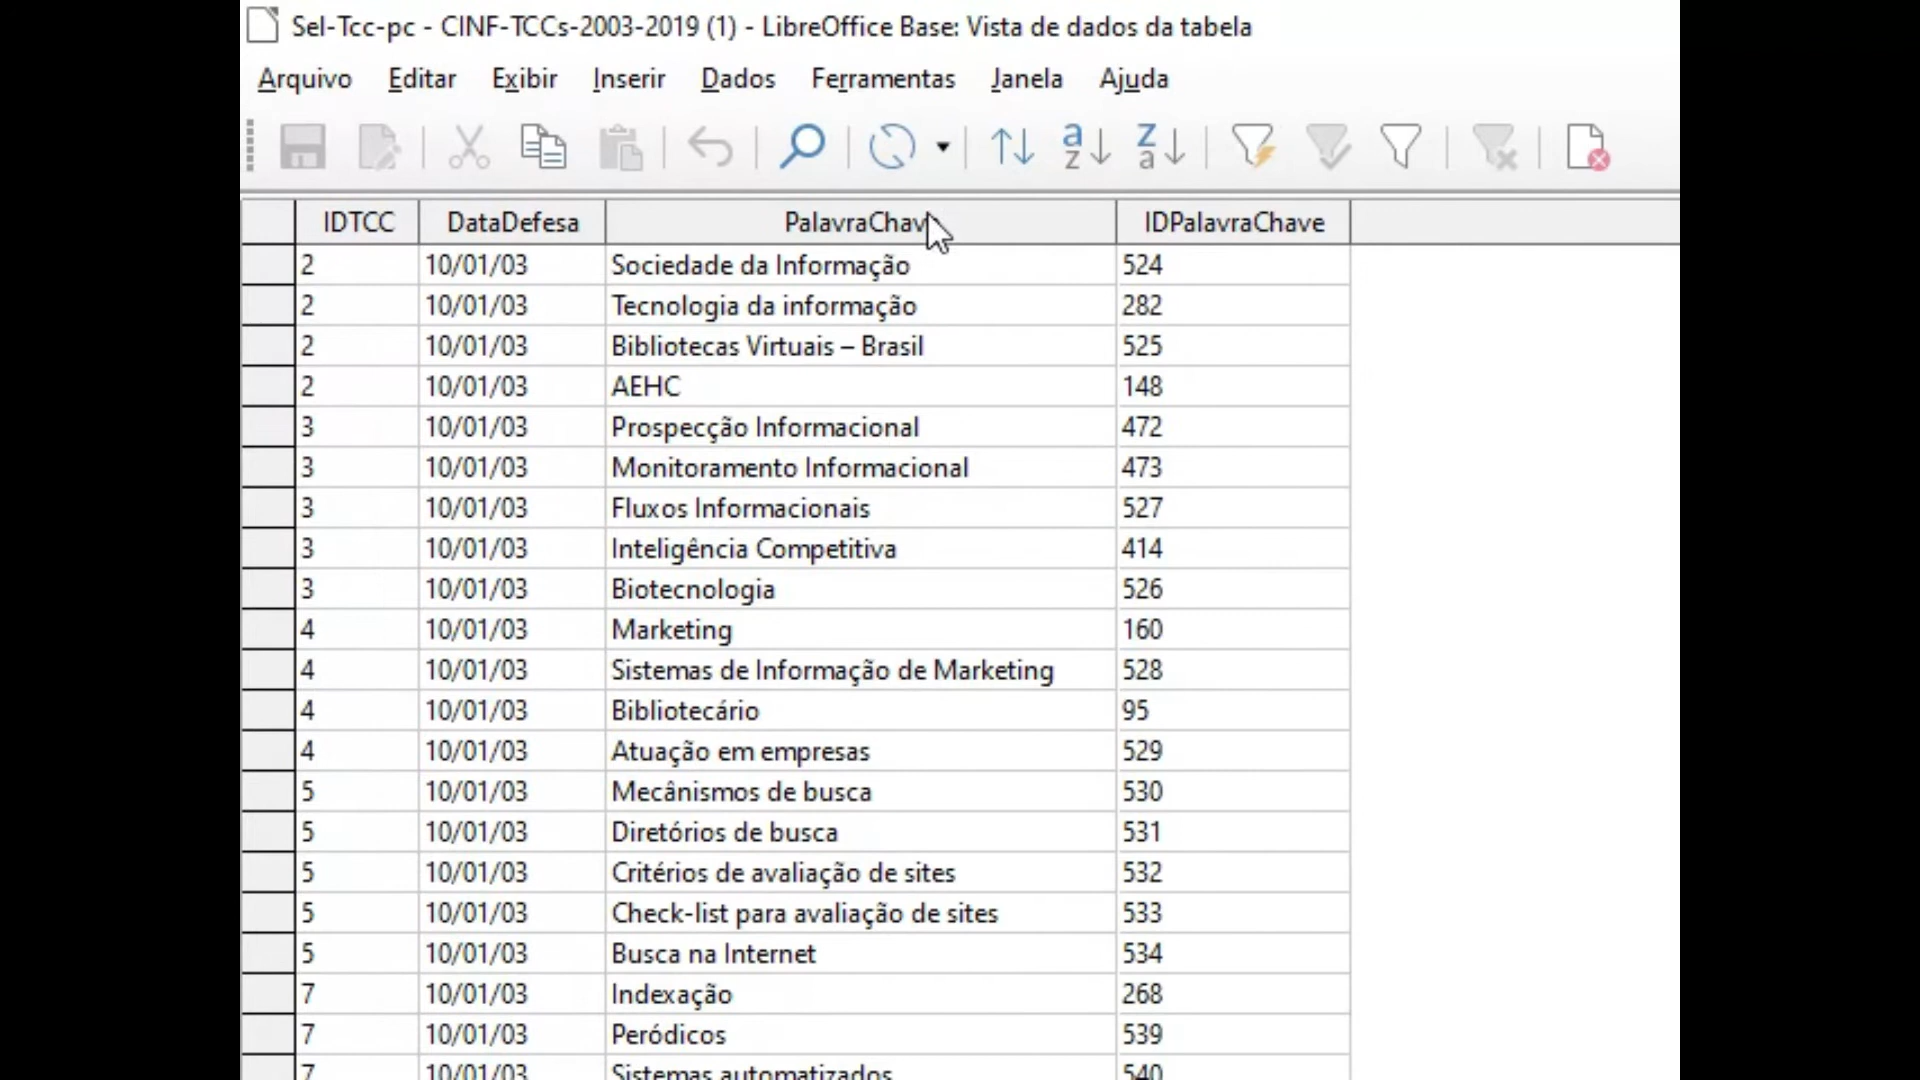 Sel-Tcc-pc - CINF-TCCs-2003-2019 (1) - LibreOffice Base: Vista de dados da tabela
Arquivo Editar Exibir Inserir Dados Ferramentas Janela Ajuda
IDTCC DataDefesa PalavraChav IDPalavraChave
2 10/01/03 Sociedade da Informação 524
2 10/01/03 Tecnologia da informação 282
2 10/01/03 Bibliotecas Virtuais – Brasil 525
2 10/01/03 AEHC 148
3 10/01/03 Prospecção Informacional 472
3 10/01/03 Monitoramento Informacional 473
3 10/01/03 Fluxos Informacionais 527
3 10/01/03 Inteligência Competitiva 414
3 10/01/03 Biotecnologia 526
4 10/01/03 Marketing 160
4 10/01/03 Sistemas de Informação de Marketing 528
4 10/01/03 Bibliotecário 95
4 10/01/03 Atuação em empresas 529
5 10/01/03 Mecânismos de busca 530
5 10/01/03 Diretórios de busca 531
5 10/01/03 Critérios de avaliação de sites 532
5 10/01/03 Check-list para avaliação de sites 533
5 10/01/03 Busca na Internet 534
7 10/01/03 Indexação 268
7 10/01/03 Peródicos 539
7 10/01/03 Sistemas automatizados 540